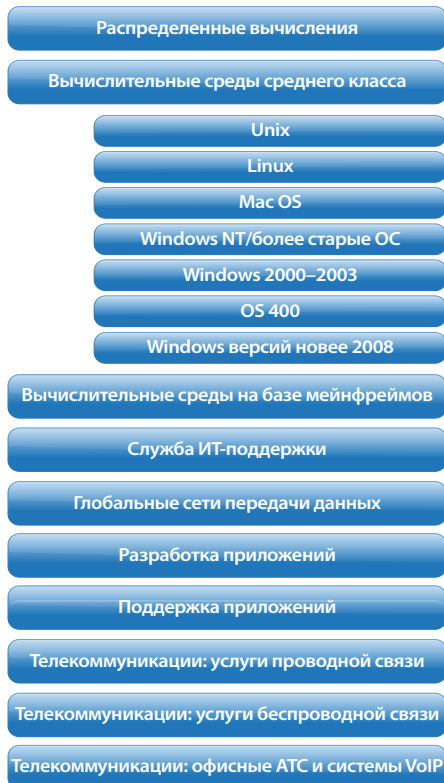 Распределенные вычисления
Вычислительные среды среднего класса
Unix
Linux
Mac OS
Windows NT/более старые ОС
Windows 2000–2003
OS 400
Windows версий новее 2008
Вычислительные среды на базе мейнфреймов
Служба ИТ-поддержки
Глобальные сети передачи данных
Разработка приложений
Поддержка приложений
Телекоммуникации: услуги проводной связи
Телекоммуникации: услуги беспроводной связи
Телекоммуникации: офисные АТС и системы VoIP